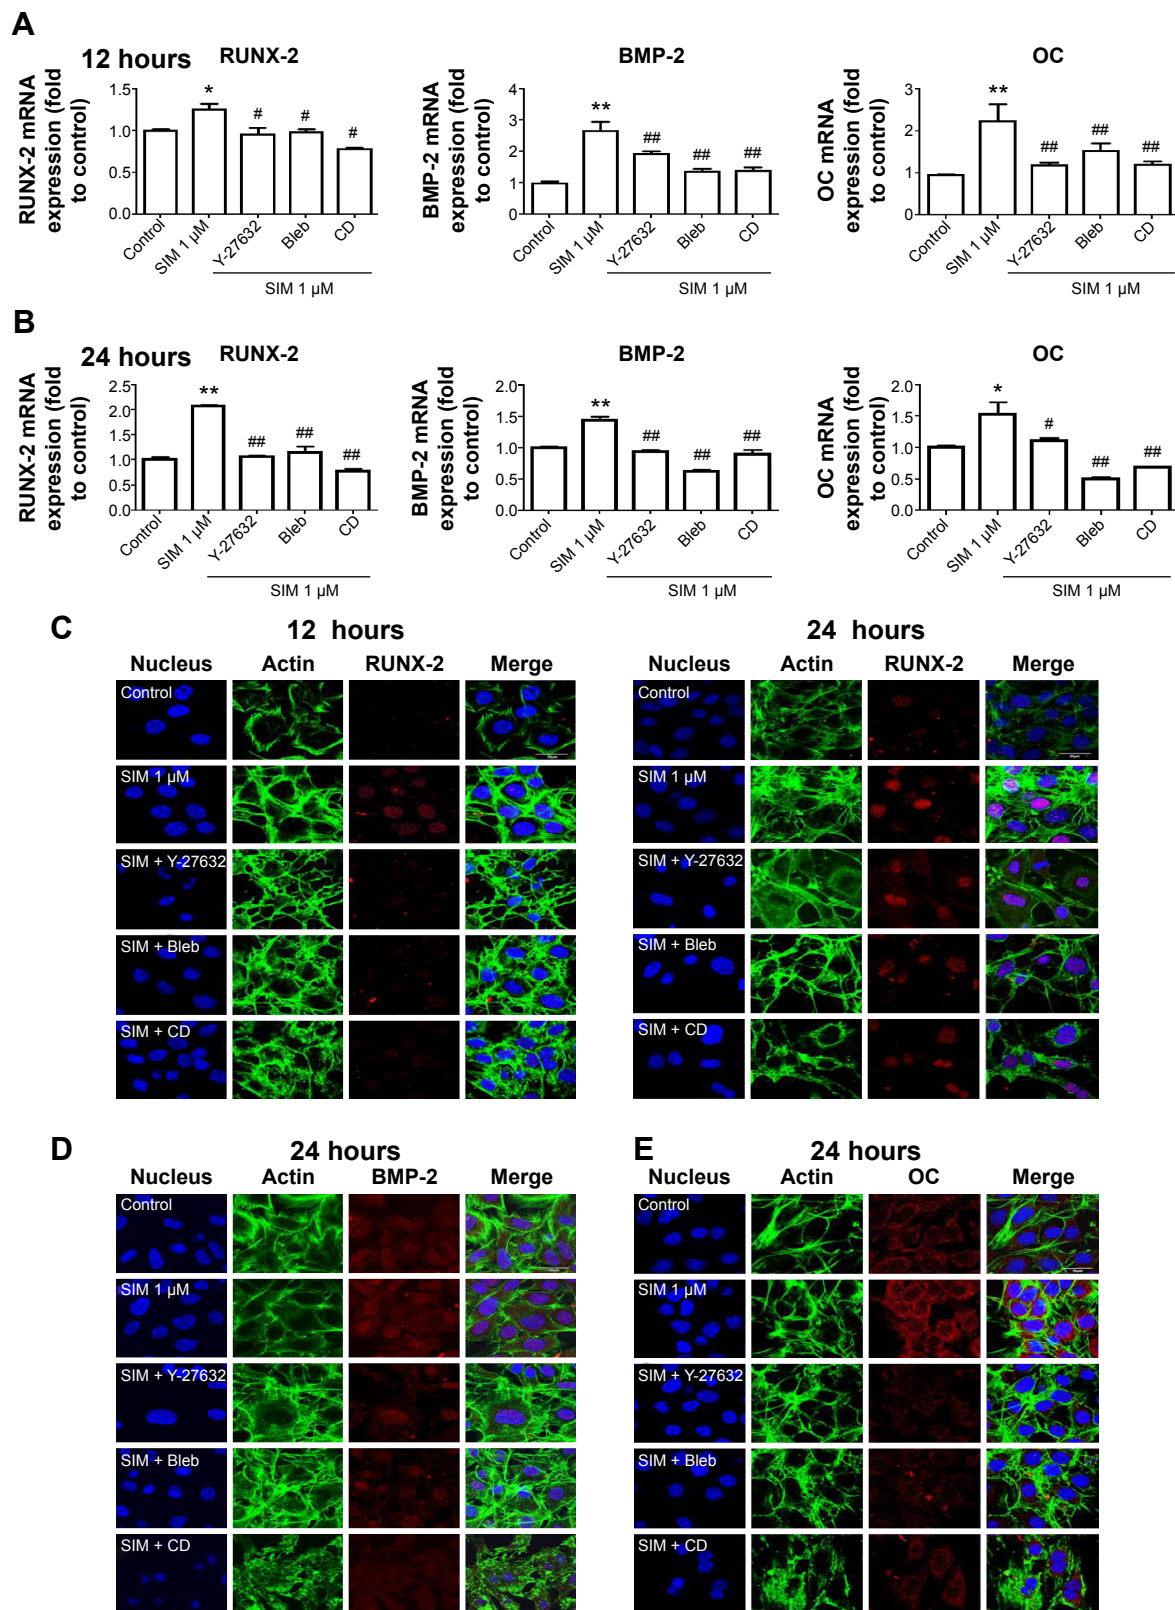 A
12 hours
RUNX-2
BMP-2
OC
RUNX-2 mRNA
expression (fold
to control)
1.5
1.0
0.5
0.0
*
#
#
#
Control
SIM 1 µM
Y-27632
Bleb
CD
SIM 1 µM
BMP-2 mRNA
expression (fold
to control)
4
3
2
1
0
**
##
##
##
Control
SIM 1 µM
Y-27632
Bleb
CD
SIM 1 µM
OC mRNA
expression (fold
to control)
3
2
1
0
**
##
##
##
Control
SIM 1 µM
Y-27632
Bleb
CD
SIM 1 µM
B
24 hours
RUNX-2
BMP-2
OC
RUNX-2 mRNA
expression (fold
to control)
2.5
2.0
1.5
1.0
0.5
0.0
**
##
##
##
Control
SIM 1 µM
Y-27632
Bleb
CD
SIM 1 µM
BMP-2 mRNA
expression (fold
to control)
2.0
1.5
1.0
0.5
0.0
**
##
##
##
Control
SIM 1 µM
Y-27632
Bleb
CD
SIM 1 µM
OC mRNA
expression (fold
to control)
2.0
1.5
1.0
0.5
0.0
*
#
##
##
Control
SIM 1 µM
Y-27632
Bleb
CD
SIM 1 µM
C
12 hours
Nucleus Actin RUNX-2 Merge
Control
SIM 1 µM
SIM + Y-27632
SIM + Bleb
SIM + CD
24 hours
Nucleus Actin RUNX-2 Merge
Control
SIM 1 µM
SIM + Y-27632
SIM + Bleb
SIM + CD
D
24 hours
Nucleus Actin BMP-2 Merge
Control
SIM 1 µM
SIM + Y-27632
SIM + Bleb
SIM + CD
E
24 hours
Nucleus Actin OC Merge
Control
SIM 1 µM
SIM + Y-27632
SIM + Bleb
SIM + CD